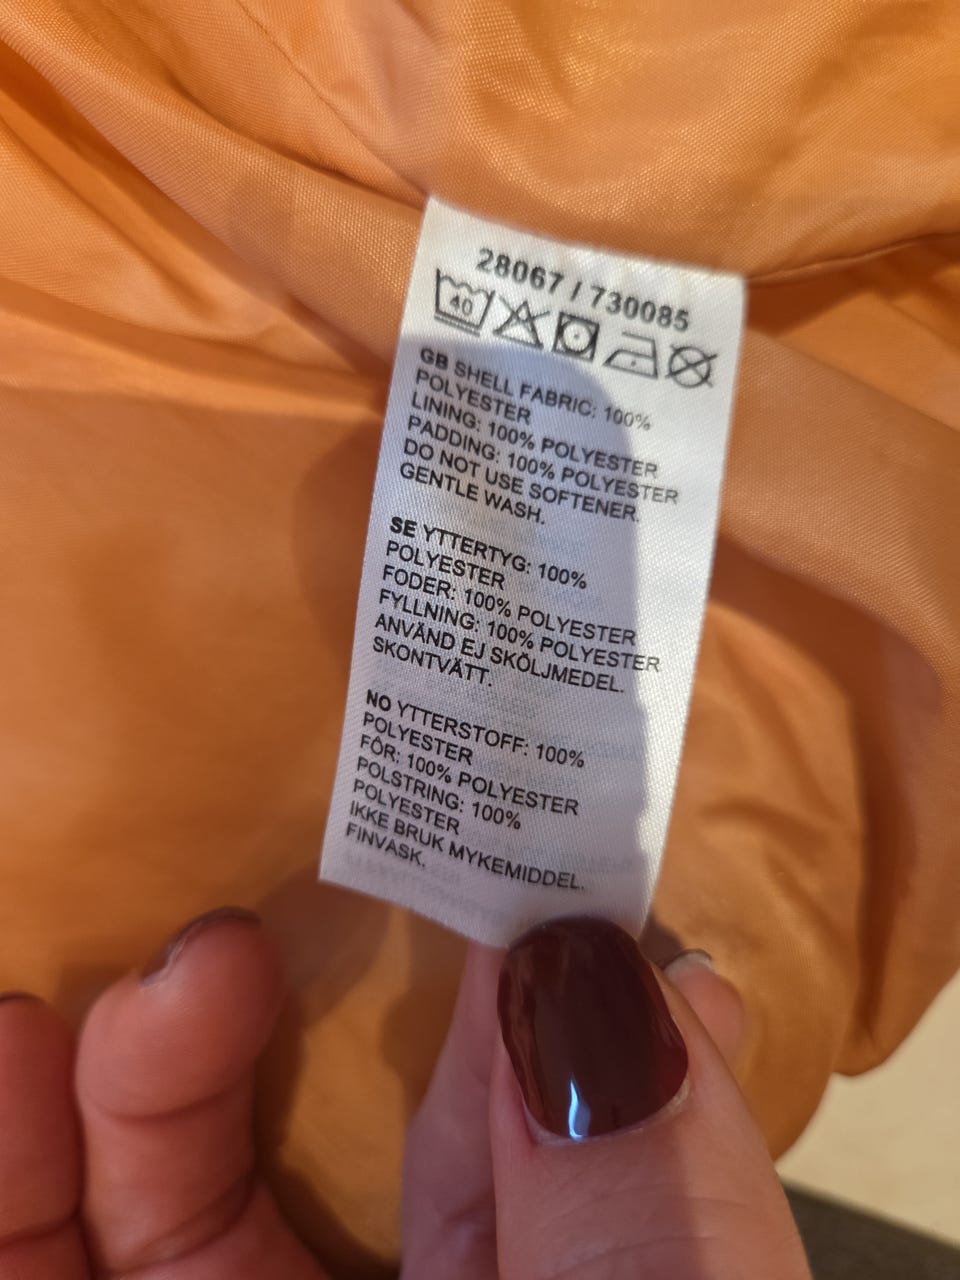 28067 / 730085
40
GB SHELL FABRIC: 100%
POLYESTER
LINING: 100% POLYESTER
PADDING: 100% POLYESTER
DO NOT USE SOFTENER.
GENTLE WASH.
SE YTTERTYG: 100%
POLYESTER
FODER: 100% POLYESTER
FYLLNING: 100% POLYESTER
ANVÄND EJ SKÖLJMEDEL.
SKONTVÄTT.
NO YTTERSTOFF: 100%
POLYESTER
FÔR: 100% POLYESTER
POLSTRING: 100%
POLYESTER
IKKE BRUK MYKEMIDDEL.
FINVASK.